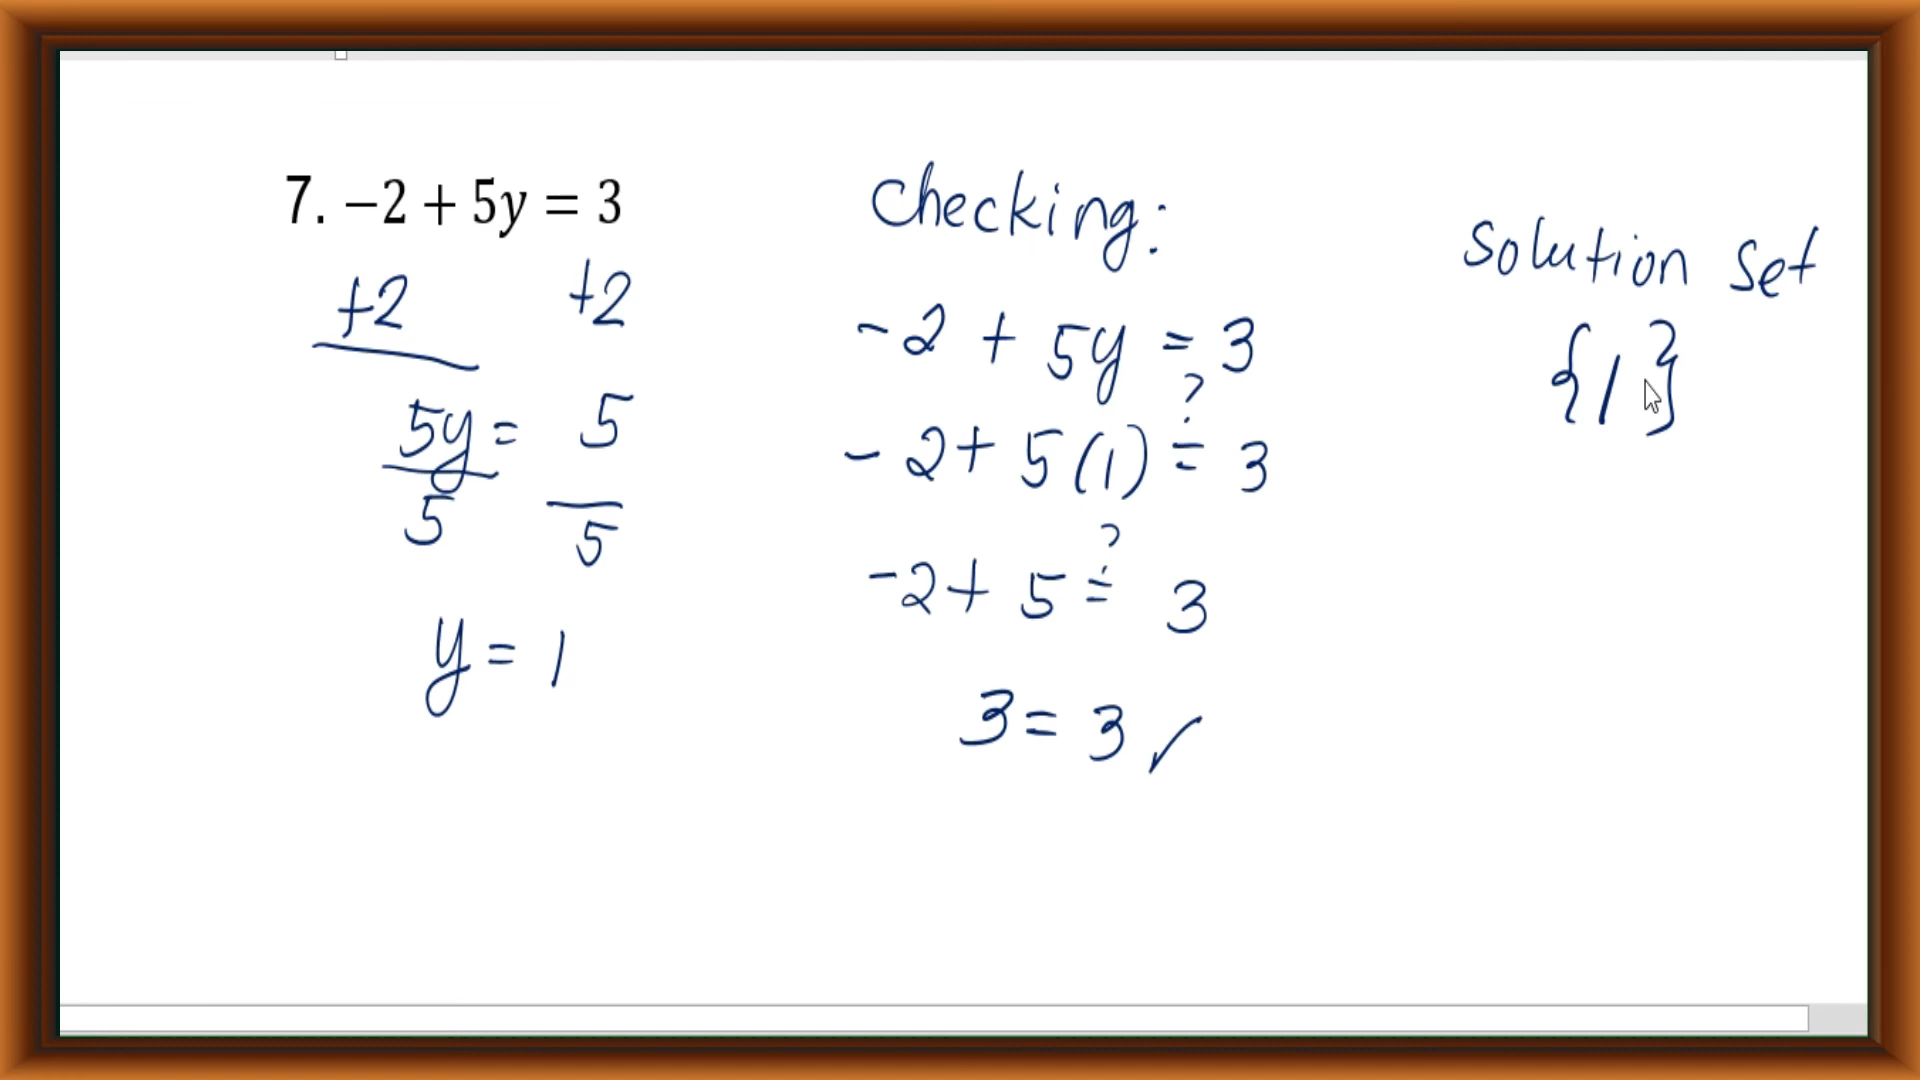 7. −2 + 5y = 3
+2 +2
5y = 5
5 5
y = 1
Checking:
-2 + 5y = 3
?
-2 + 5(1) = 3
?
-2 + 5 = 3
3 = 3 ✓
Solution Set
{1}